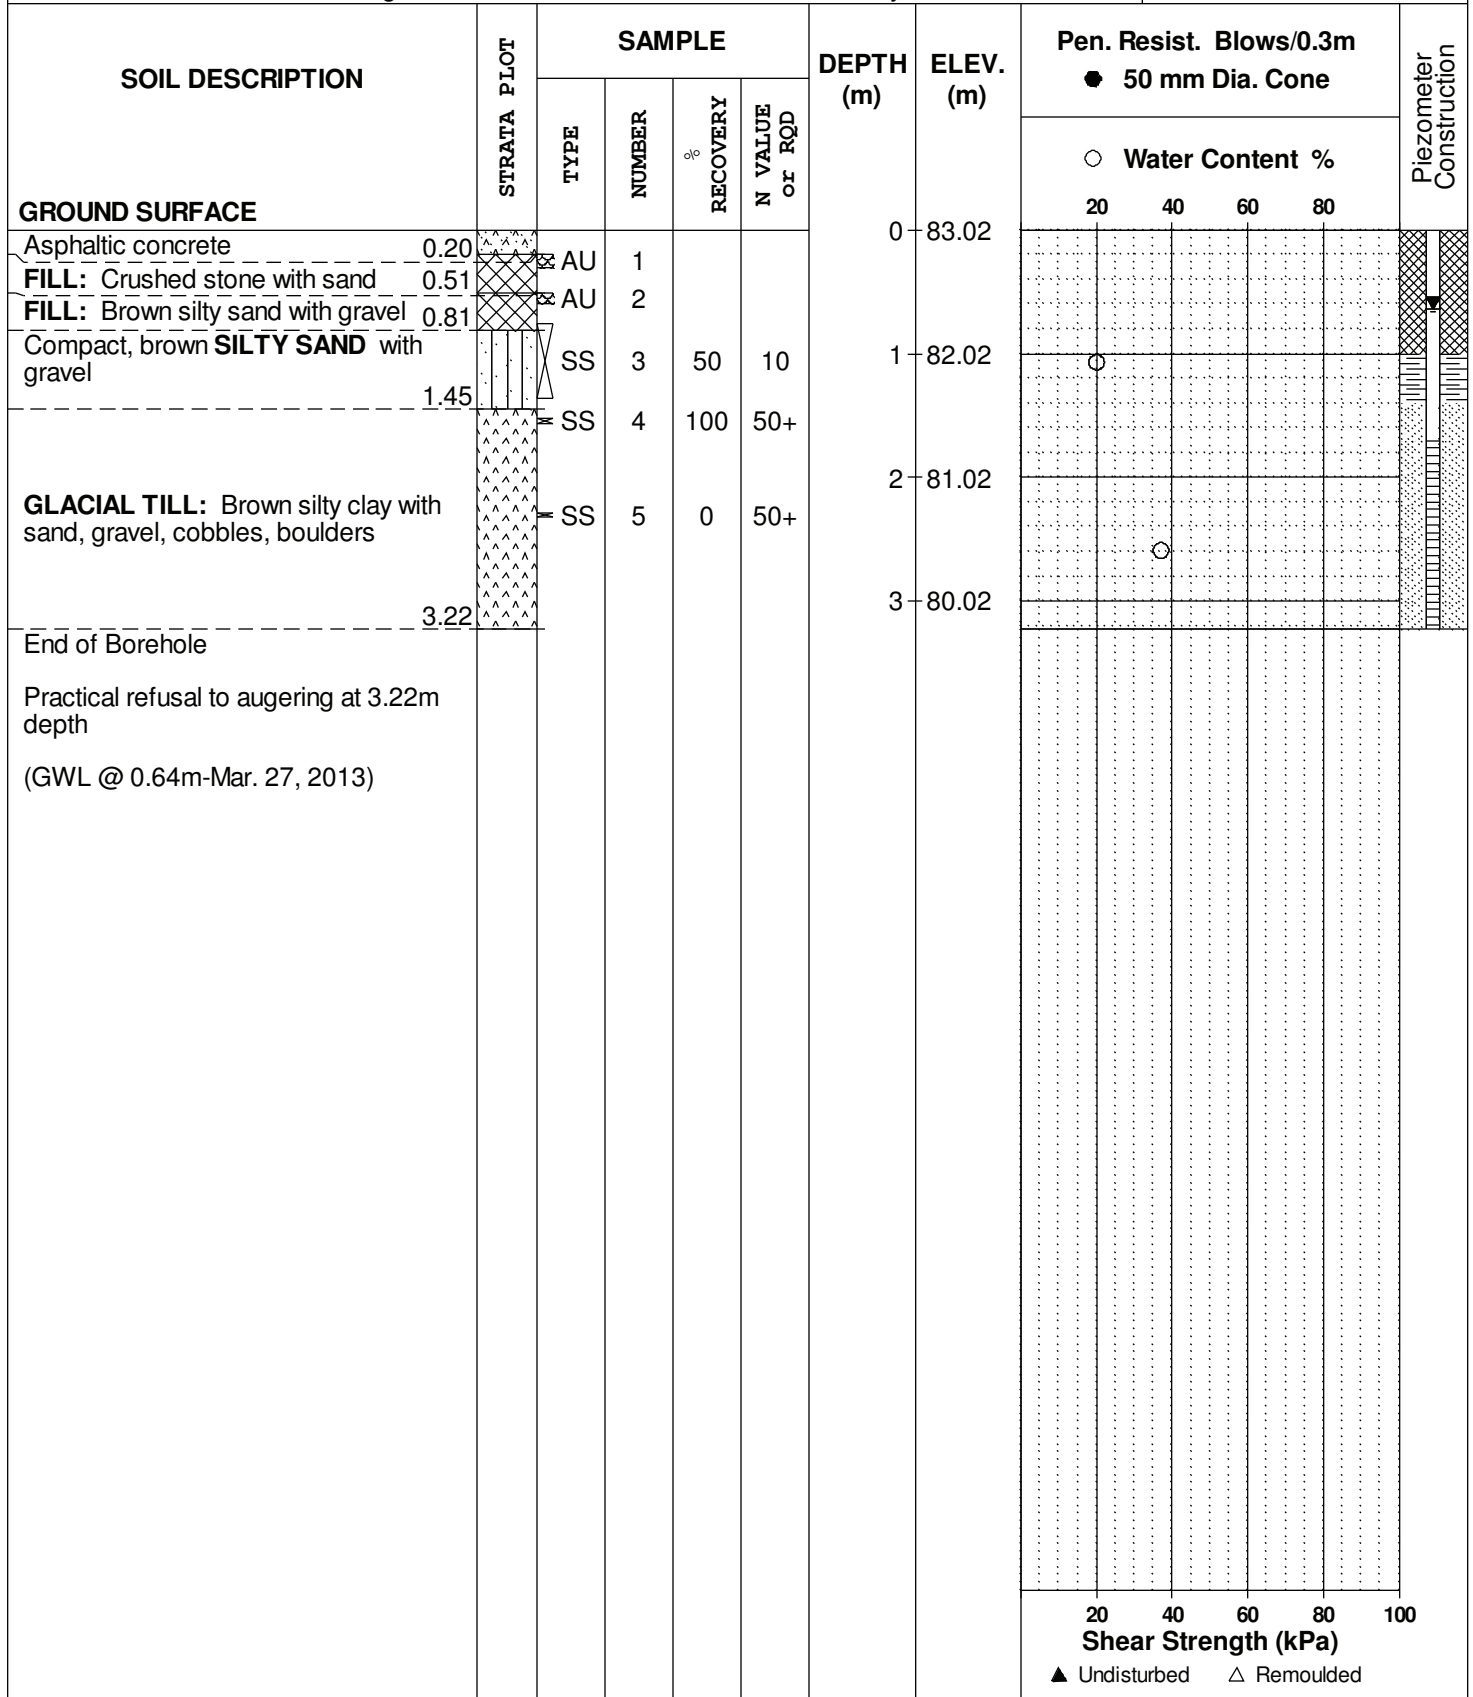 SOIL DESCRIPTION
GROUND SURFACE
STRATA PLOT
SAMPLE
TYPE
NUMBER
% RECOVERY
N VALUE or RQD
DEPTH (m)
ELEV. (m)
Pen. Resist. Blows/0.3m
● 50 mm Dia. Cone
○ Water Content %
20 40 60 80
Piezometer Construction
0 83.02
Asphaltic concrete 0.20
AU 1
FILL: Crushed stone with sand 0.51
AU 2
FILL: Brown silty sand with gravel 0.81
Compact, brown SILTY SAND with
gravel
1.45
SS 3 50 10
1 82.02
SS 4 100 50+
2 81.02
GLACIAL TILL: Brown silty clay with
sand, gravel, cobbles, boulders
SS 5 0 50+
3 80.02
3.22
End of Borehole
Practical refusal to augering at 3.22m
depth
(GWL @ 0.64m-Mar. 27, 2013)
20 40 60 80 100
Shear Strength (kPa)
▲ Undisturbed △ Remoulded